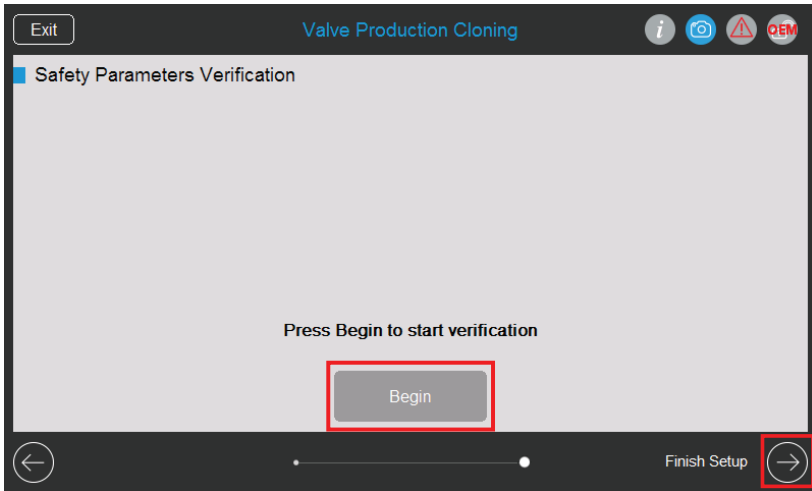 Exit
Valve Production Cloning
i
OEM
Safety Parameters Verification
Press Begin to start verification
Begin
Finish Setup